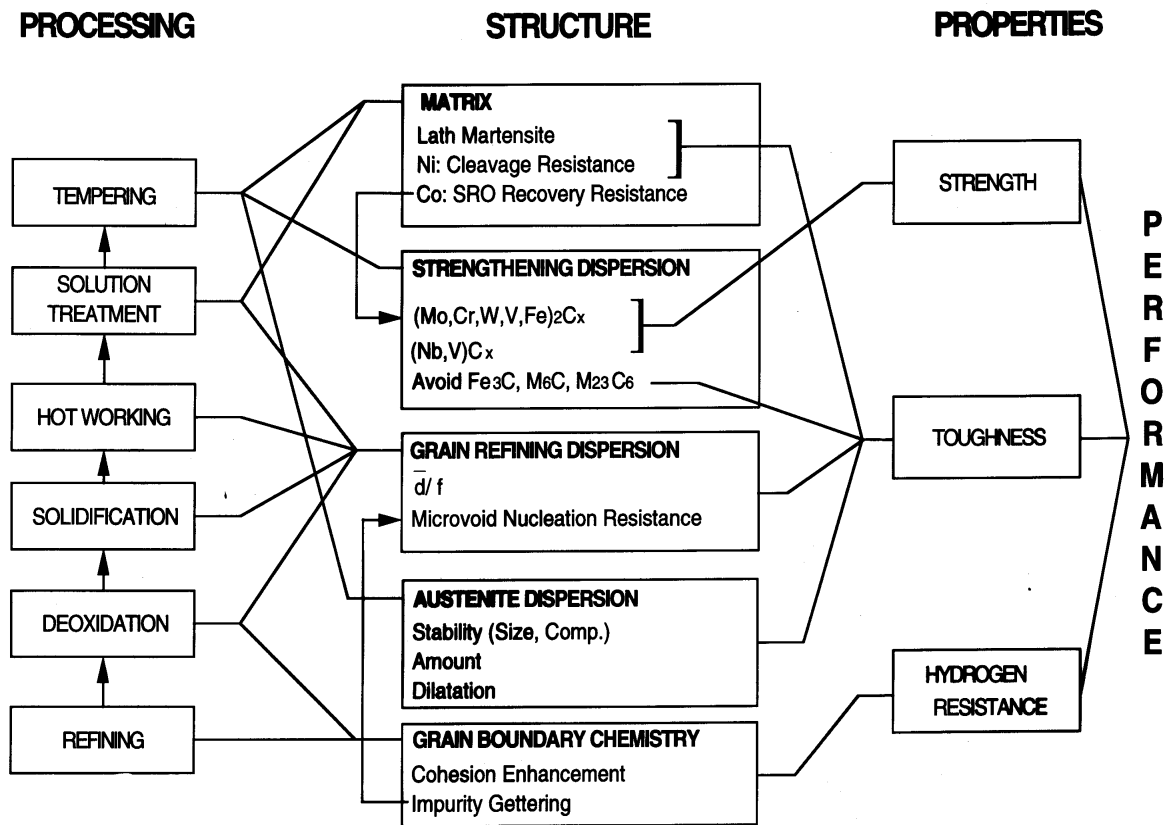 PROCESSING
STRUCTURE
PROPERTIES
TEMPERING
SOLUTION
TREATMENT
HOT WORKING
SOLIDIFICATION
DEOXIDATION
REFINING
MATRIX
Lath Martensite
Ni: Cleavage Resistance
Co: SRO Recovery Resistance
STRENGTHENING DISPERSION
(Mo,Cr,W,V,Fe)2Cx
(Nb,V)Cx
Avoid Fe3C, M6C, M23C6
GRAIN REFINING DISPERSION
d̅/ f
Microvoid Nucleation Resistance
AUSTENITE DISPERSION
Stability (Size, Comp.)
Amount
Dilatation
GRAIN BOUNDARY CHEMISTRY
Cohesion Enhancement
Impurity Gettering
STRENGTH
TOUGHNESS
HYDROGEN
RESISTANCE
PERFORMANCE